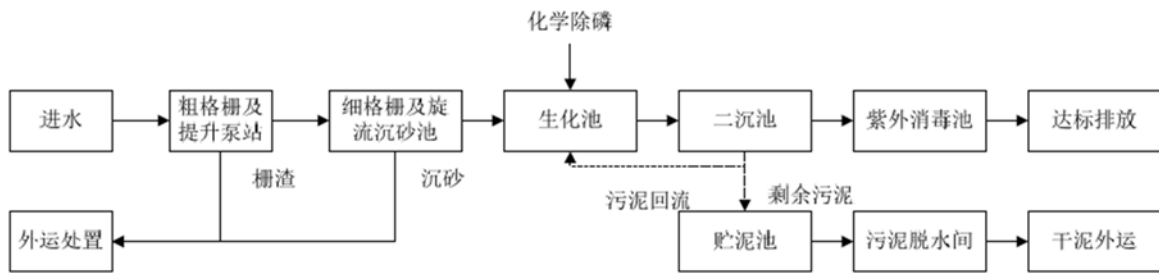 化学除磷
进水
粗格栅及
提升泵站
细格栅及旋
流沉砂池
生化池
二沉池
紫外消毒池
达标排放
栅渣
沉砂
污泥回流
剩余污泥
外运处置
贮泥池
污泥脱水间
干泥外运